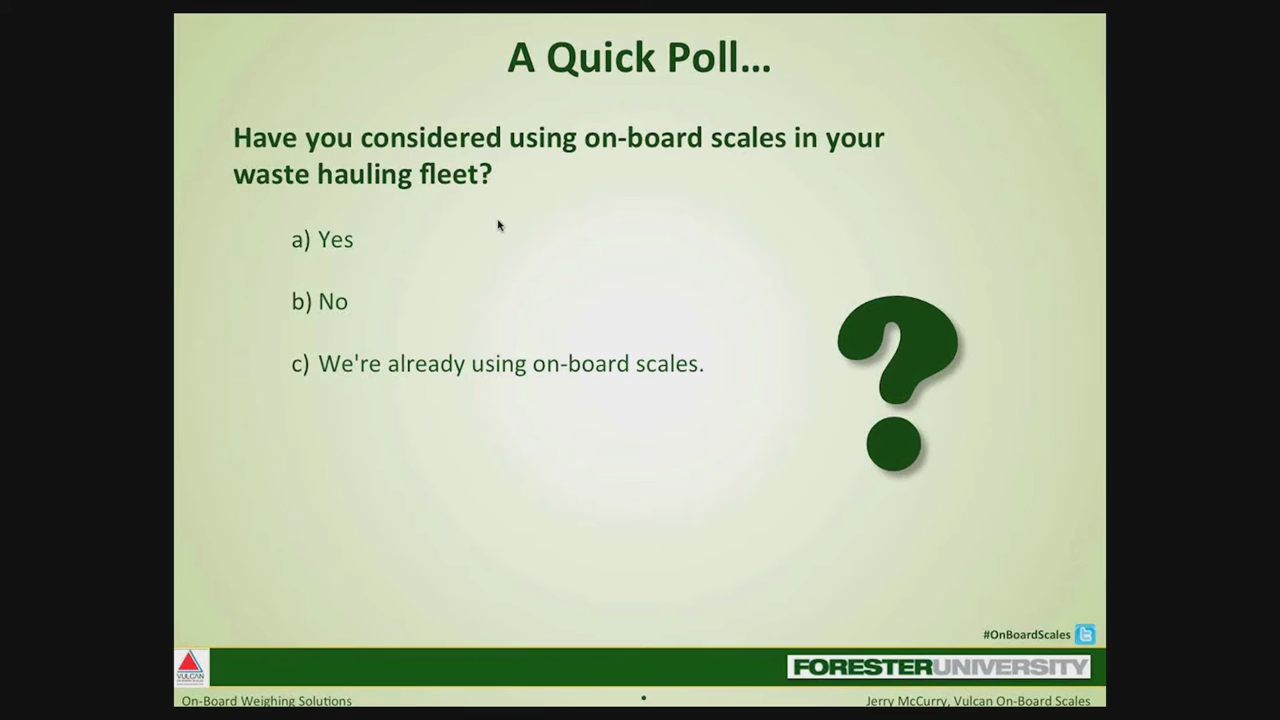 A Quick Poll...
Have you considered using on-board scales in your
waste hauling fleet?
a) Yes
b) No
c) We're already using on-board scales.
?
#OnBoardScales
VULCAN
FORESTERUNIVERSITY
On-Board Weighing Solutions
Jerry McCurry, Vulcan On-Board Scales